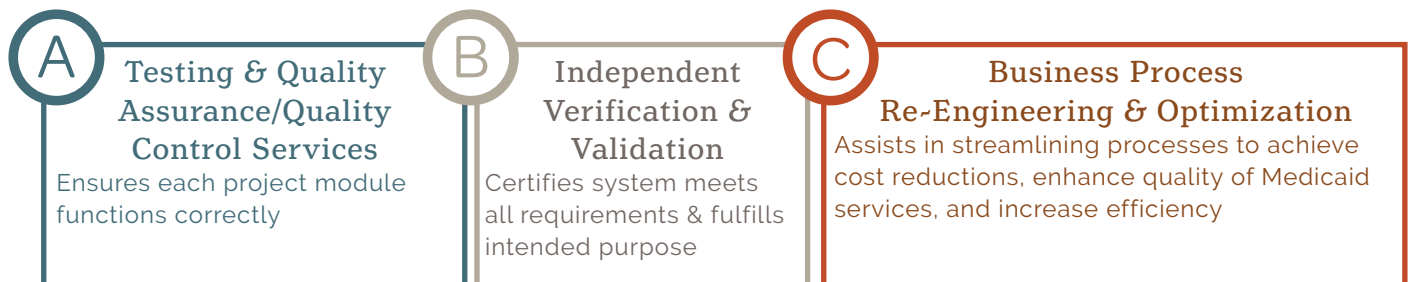 A
Testing & Quality
Assurance/Quality
Control Services
Ensures each project module
functions correctly
B
Independent
Verification &
Validation
Certifies system meets
all requirements & fulfills
intended purpose
C
Business Process
Re-Engineering & Optimization
Assists in streamlining processes to achieve
cost reductions, enhance quality of Medicaid
services, and increase efficiency